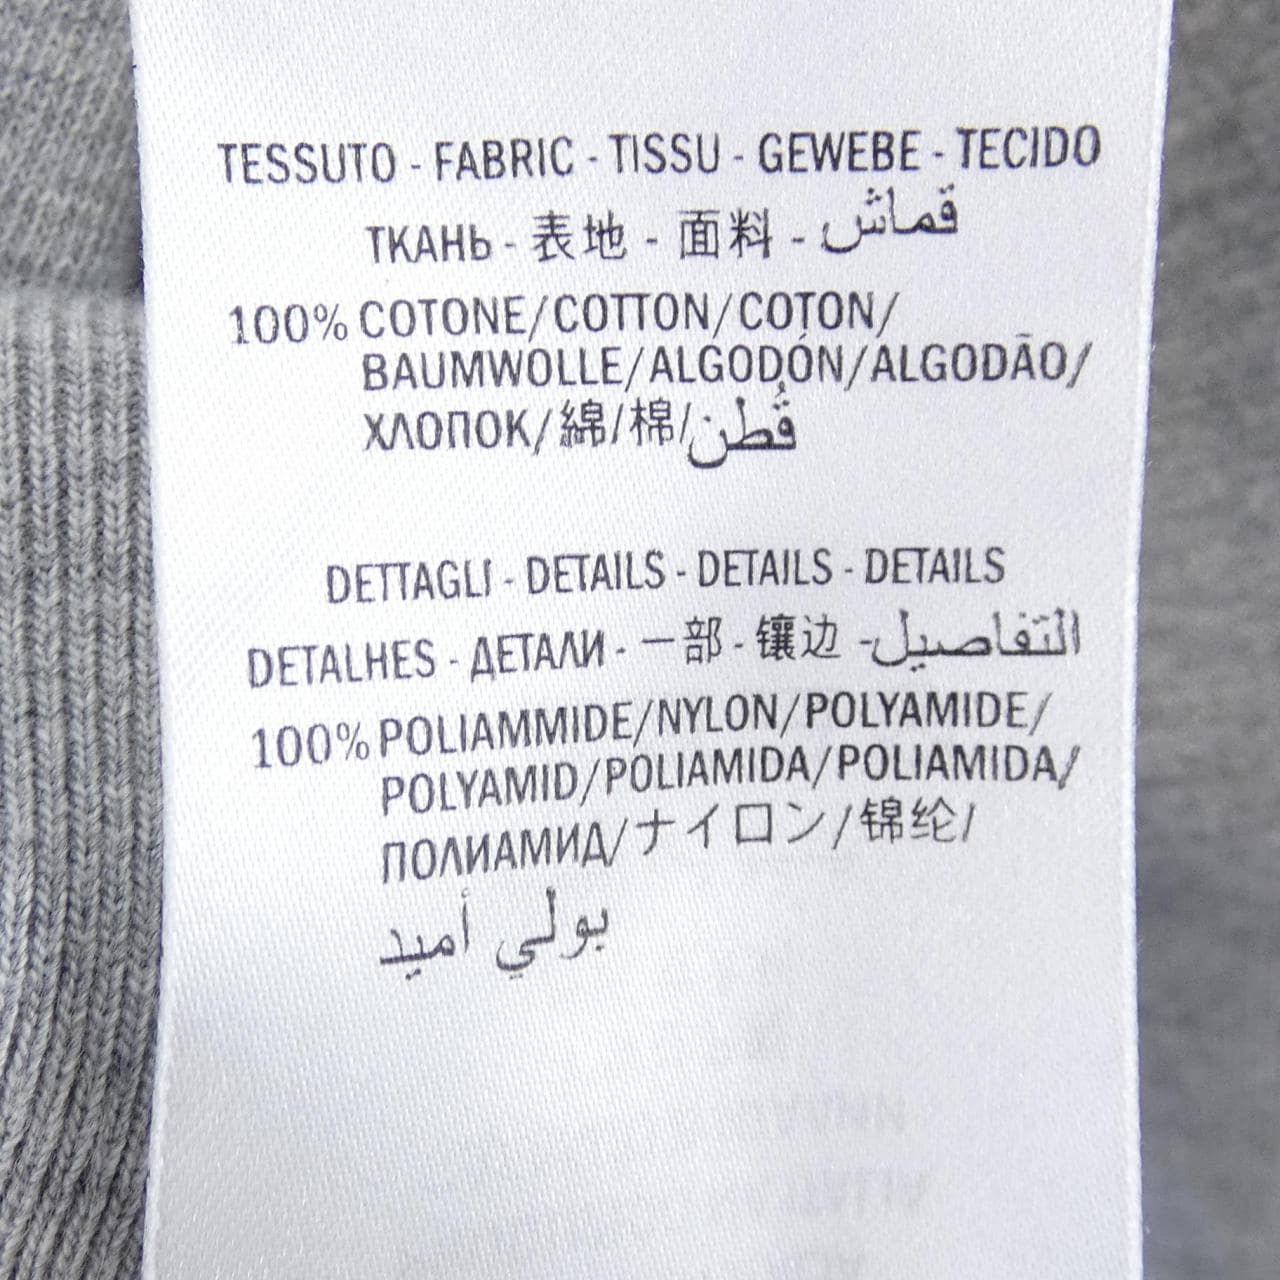 TESSUTO - FABRIC - TISSU - GEWEBE - TECIDO
ТКАНЬ - 表地 - 面料 - قماش
100% COTONE/COTTON/COTON/
BAUMWOLLE/ALGODÓN/ALGODÃO/
ХЛОПОК/綿/棉/قُطن
DETTAGLI - DETAILS - DETAILS - DETAILS
DETALHES - ДЕТАЛИ - 一部 - 镶边 - التفاصيل
100% POLIAMMIDE/NYLON/POLYAMIDE/
POLYAMID/POLIAMIDA/POLIAMIDA/
ПОЛИАМИД/ナイロン/锦纶/
بولي أميد